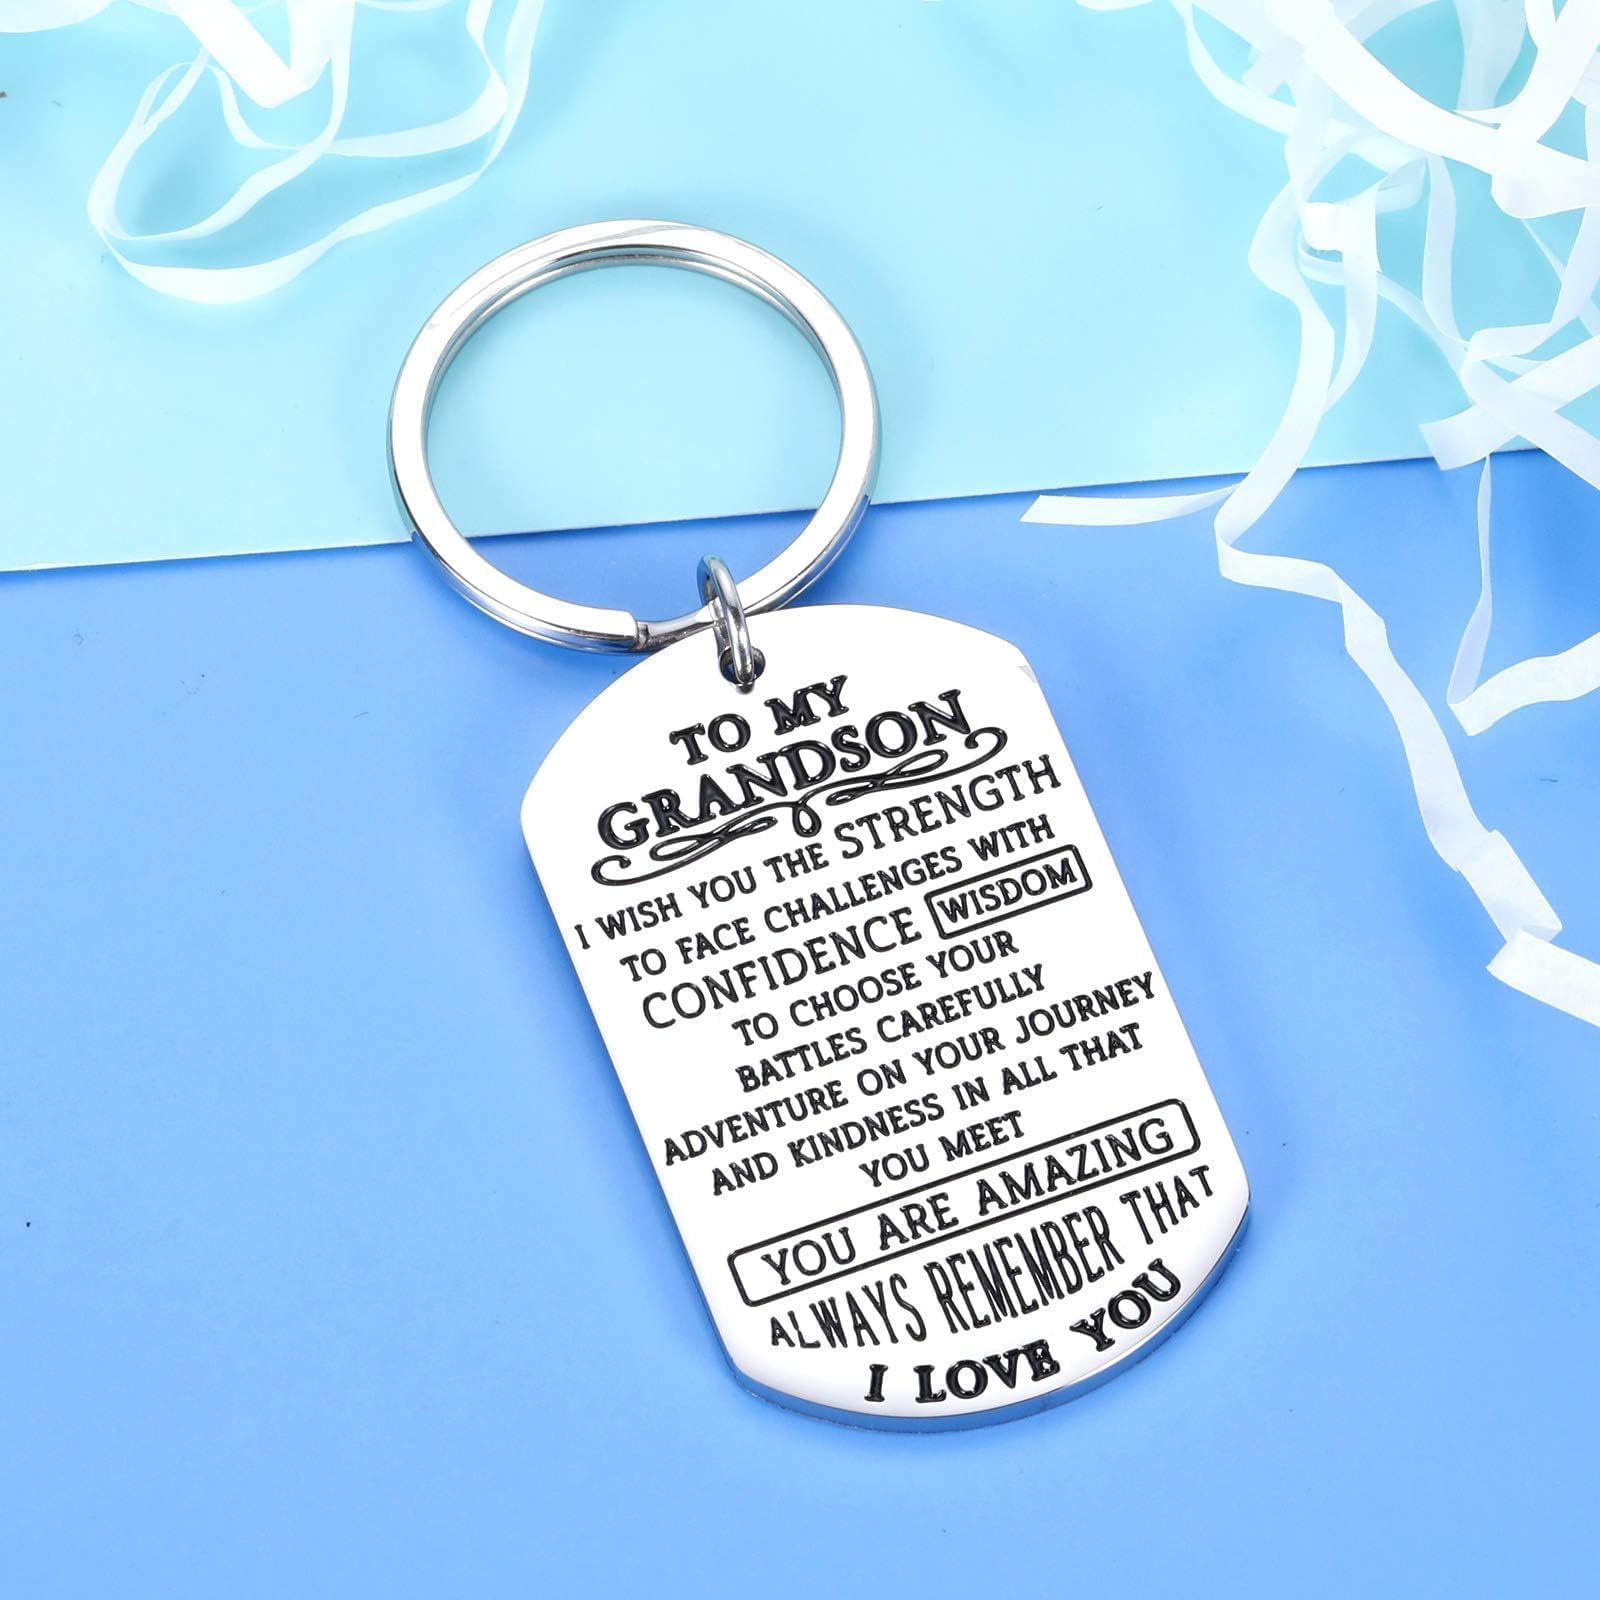 TO MY
GRANDSON
I WISH YOU THE STRENGTH
TO FACE CHALLENGES WITH
CONFIDENCE WISDOM
TO CHOOSE YOUR
BATTLES CAREFULLY
ADVENTURE ON YOUR JOURNEY
AND KINDNESS IN ALL THAT
YOU MEET
YOU ARE AMAZING
ALWAYS REMEMBER THAT
I LOVE YOU